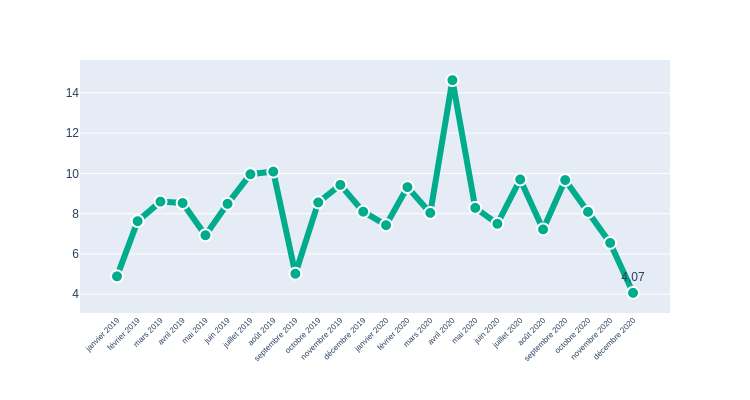 14
12
10
8
6
4
4.07
janvier 2019
février 2019
mars 2019
avril 2019
mai 2019
juin 2019
juillet 2019
août 2019
septembre 2019
octobre 2019
novembre 2019
décembre 2019
janvier 2020
février 2020
mars 2020
avril 2020
mai 2020
juin 2020
juillet 2020
août 2020
septembre 2020
octobre 2020
novembre 2020
décembre 2020